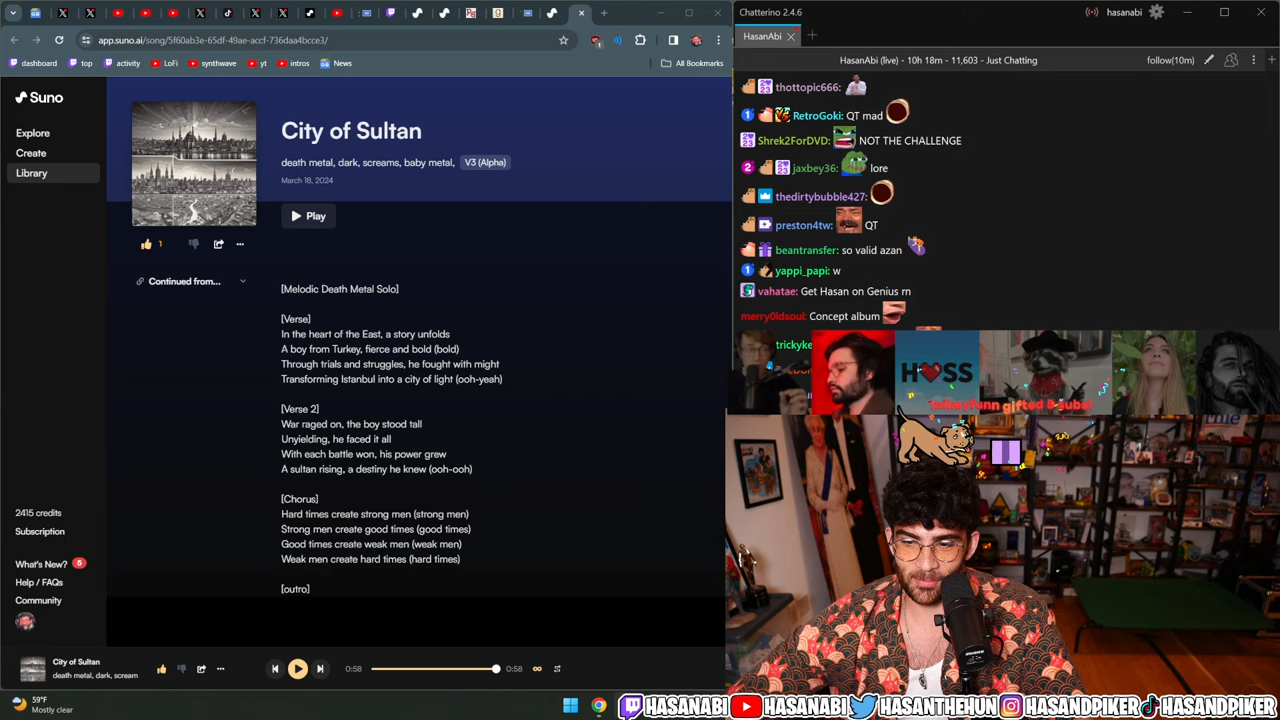 app.suno.ai/song/5f60ab3e-65df-49ae-accf-736daa4bcce3/
dashboard
top
activity
LoFi
synthwave
yt
intros
News
All Bookmarks
Suno
Explore
Create
Library
2415 credits
Subscription
What's New? 5
Help / FAQs
Community
City of Sultan
death metal, dark, screams, baby metal, V3 (Alpha)
March 18, 2024
Play
1
Continued from...
[Melodic Death Metal Solo]
[Verse]
In the heart of the East, a story unfolds
A boy from Turkey, fierce and bold (bold)
Through trials and struggles, he fought with might
Transforming Istanbul into a city of light (ooh-yeah)
[Verse 2]
War raged on, the boy stood tall
Unyielding, he faced it all
With each battle won, his power grew
A sultan rising, a destiny he knew (ooh-ooh)
[Chorus]
Hard times create strong men (strong men)
Strong men create good times (good times)
Good times create weak men (weak men)
Weak men create hard times (hard times)
[outro]
City of Sultan
death metal, dark, scream
0:58
0:58
59°F
Mostly clear
Chatterino 2.4.6
hasanabi
HasanAbi
HasanAbi (live) - 10h 18m - 11,603 - Just Chatting
follow(10m)
thottopic666:
RetroGoki: QT mad
Shrek2ForDVD: NOT THE CHALLENGE
jaxbey36: lore
thedirtybubble427:
preston4tw: QT
beantransfer: so valid azan
yappi_papi: w
vahatae: Get Hasan on Genius rn
merry0ldsoul: Concept album
trickyke
H SS
mikeyfunn gifted 5 subs!
HASANABI
HASANABI
HASANTHEHUN
HASANDPIKER
HASANDPIKER